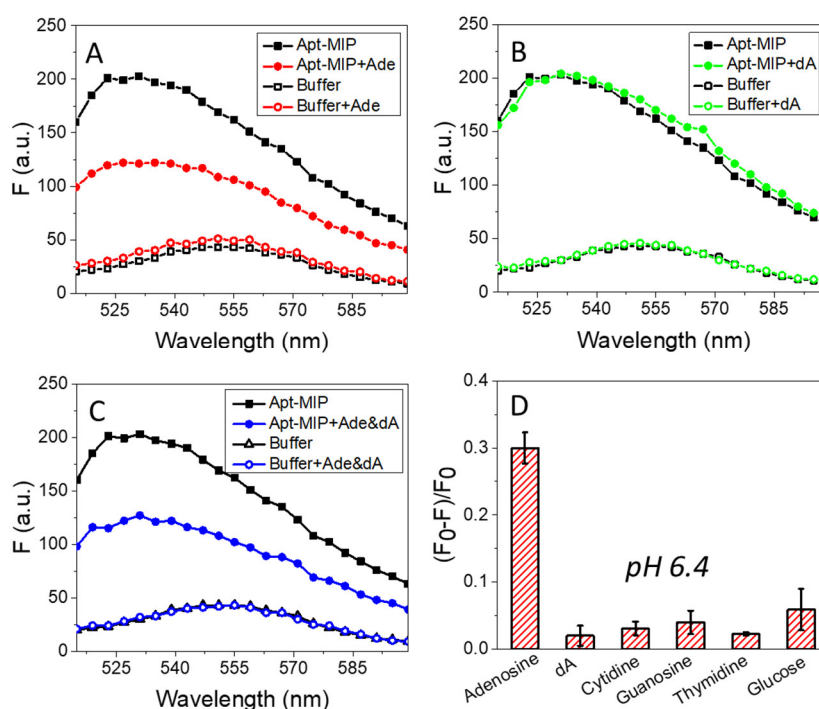 A
Apt-MIP
Apt-MIP+Ade
Buffer
Buffer+Ade
250
200
150
100
50
0
F (a.u.)
525 540 555 570 585
Wavelength (nm)
B
Apt-MIP
Apt-MIP+dA
Buffer
Buffer+dA
250
200
150
100
50
0
F (a.u.)
525 540 555 570 585
Wavelength (nm)
C
Apt-MIP
Apt-MIP+Ade&dA
Buffer
Buffer+Ade&dA
250
200
150
100
50
0
F (a.u.)
525 540 555 570 585
Wavelength (nm)
D
0.4
0.3
0.2
0.1
0.0
(F0-F)/F0
pH 6.4
Adenosine
dA
Cytidine
Guanosine
Thymidine
Glucose